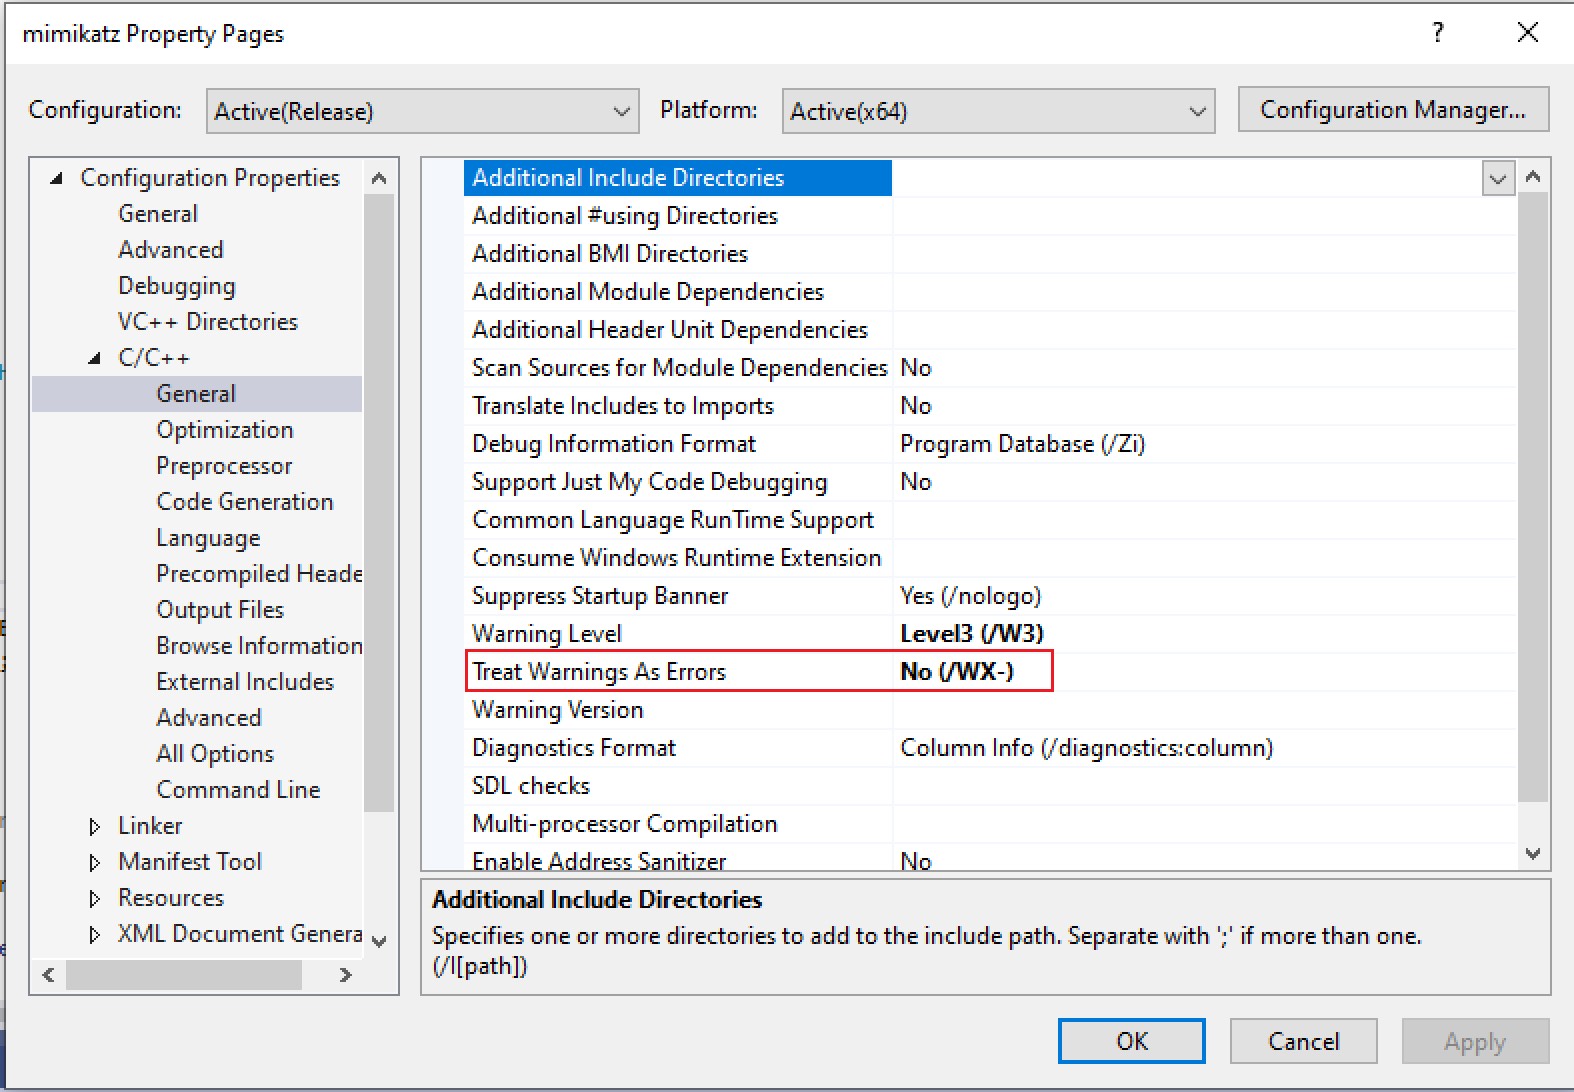 mimikatz Property Pages
?
Configuration: Active(Release) Platform: Active(x64) Configuration Manager...
Configuration Properties
General
Advanced
Debugging
VC++ Directories
C/C++
General
Optimization
Preprocessor
Code Generation
Language
Precompiled Heade
Output Files
Browse Information
External Includes
Advanced
All Options
Command Line
Linker
Manifest Tool
Resources
XML Document Genera
Additional Include Directories
Additional #using Directories
Additional BMI Directories
Additional Module Dependencies
Additional Header Unit Dependencies
Scan Sources for Module Dependencies No
Translate Includes to Imports No
Debug Information Format Program Database (/Zi)
Support Just My Code Debugging No
Common Language RunTime Support
Consume Windows Runtime Extension
Suppress Startup Banner Yes (/nologo)
Warning Level Level3 (/W3)
Treat Warnings As Errors No (/WX-)
Warning Version
Diagnostics Format Column Info (/diagnostics:column)
SDL checks
Multi-processor Compilation
Enable Address Sanitizer No
Additional Include Directories
Specifies one or more directories to add to the include path. Separate with ';' if more than one.
(/I[path])
OK Cancel Apply